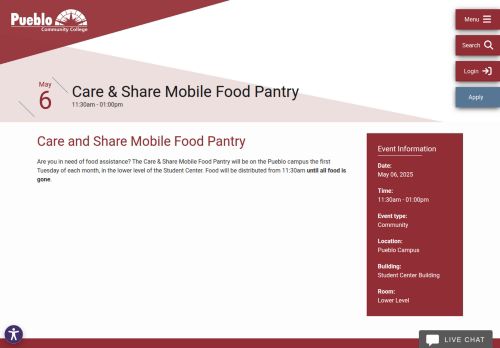 Pueblo
Community College
Menu
Search
Login
Apply
May
6
Care & Share Mobile Food Pantry
11:30am - 01:00pm
Care and Share Mobile Food Pantry
Are you in need of food assistance? The Care & Share Mobile Food Pantry will be on the Pueblo campus the first
Tuesday of each month, in the lower level of the Student Center. Food will be distributed from 11:30am until all food is
gone.
Event Information
Date:
May 06, 2025
Time:
11:30am - 01:00pm
Event type:
Community
Location:
Pueblo Campus
Building:
Student Center Building
Room:
Lower Level
LIVE CHAT